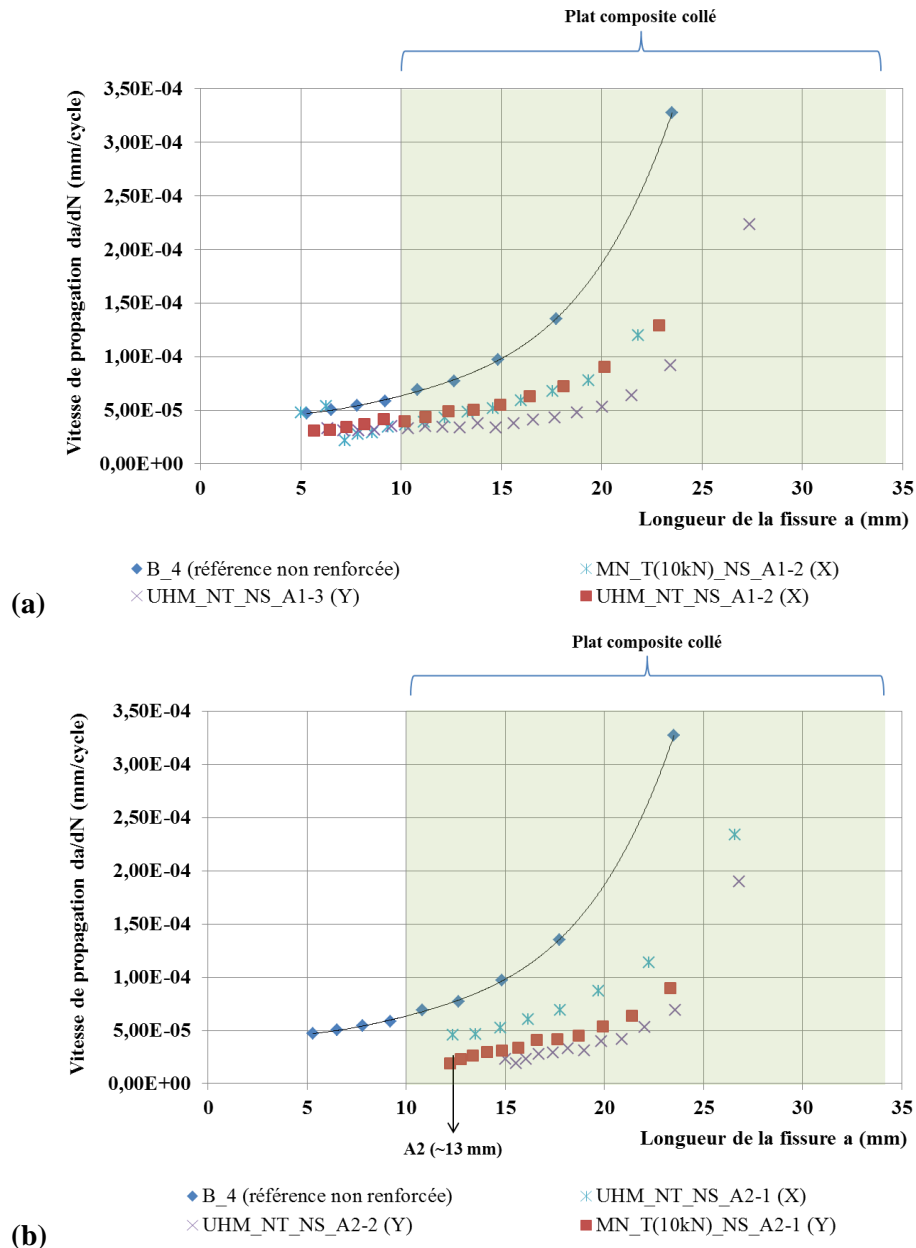 Plat composite collé
3,50E-04
3,00E-04
2,50E-04
2,00E-04
1,50E-04
1,00E-04
5,00E-05
0,00E+00
Vitesse de propagation da/dN (mm/cycle)
0 5 10 15 20 25 30 35
Longueur de la fissure a (mm)
B_4 (référence non renforcée) MN_T(10kN)_NS_A1-2 (X)
UHM_NT_NS_A1-3 (Y) UHM_NT_NS_A1-2 (X)
(a)
Plat composite collé
3,50E-04
3,00E-04
2,50E-04
2,00E-04
1,50E-04
1,00E-04
5,00E-05
0,00E+00
Vitesse de propagation da/dN (mm/cycle)
0 5 10 15 20 25 30 35
A2 (~13 mm)
Longueur de la fissure a (mm)
B_4 (référence non renforcée) UHM_NT_NS_A2-1 (X)
UHM_NT_NS_A2-2 (Y) MN_T(10kN)_NS_A2-1 (Y)
(b)